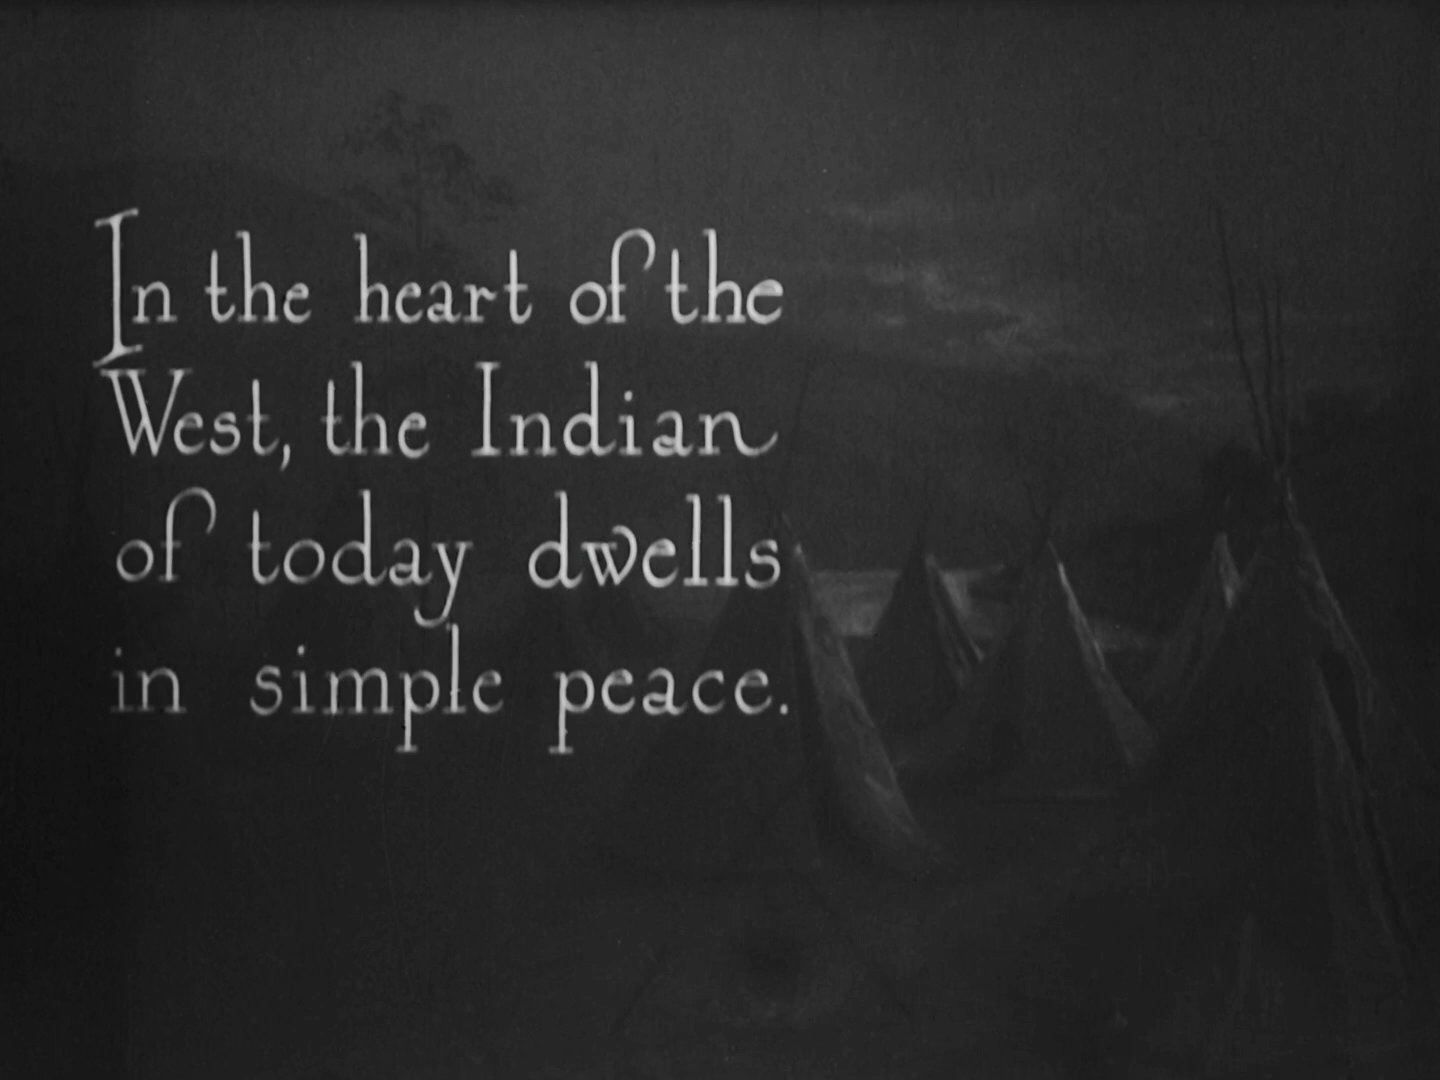 In the heart of the
West, the Indian
of today dwells
in simple peace.